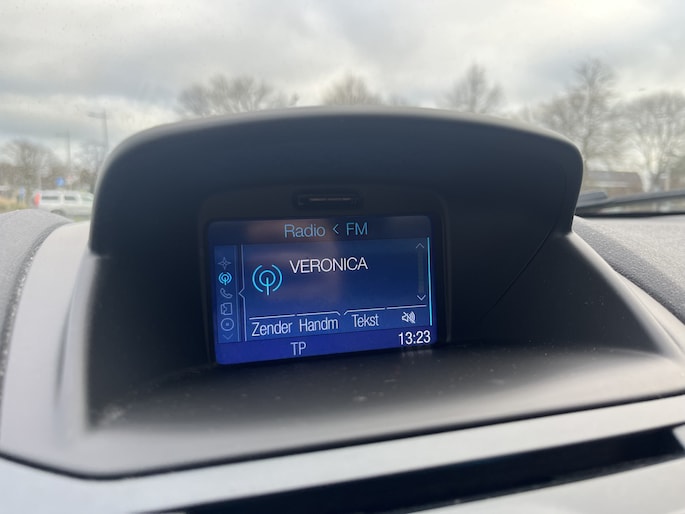 Radio < FM
VERONICA
Zender Handm Tekst
TP
13:23